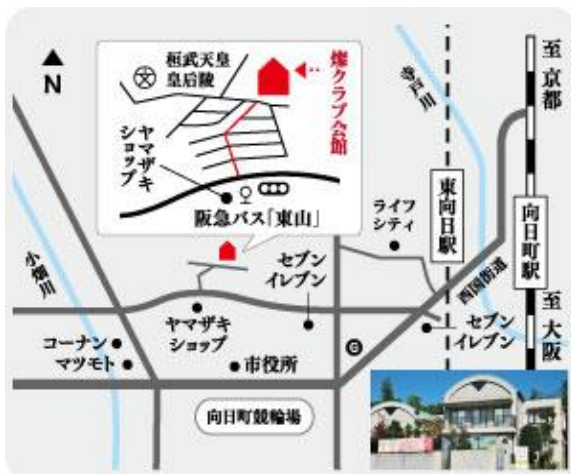 N
桓武天皇
皇后陵
文
燦クラブ会館
ヤマザキ
ショップ
阪急バス「東山」
至 京都
寺戸川
東向日駅
向日町駅
ライフ
シティ
西国街道
小畑川
セブン
イレブン
ヤマザキ
ショップ
コーナン
マツモト
市役所
セブン
イレブン
至 大阪
向日町競輪場